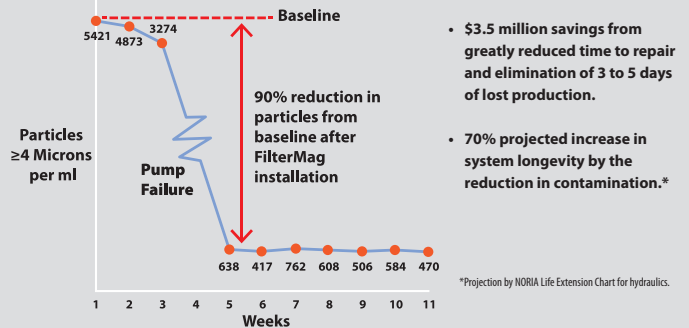 Baseline
5421
4873
3274
90% reduction in
particles from
baseline after
FilterMag
installation
Particles
≥4 Microns
per ml
Pump
Failure
638 417 762 608 506 584 470
1 2 3 4 5 6 7 8 9 10 11
Weeks
• $3.5 million savings from
greatly reduced time to repair
and elimination of 3 to 5 days
of lost production.
• 70% projected increase in
system longevity by the
reduction in contamination.*
*Projection by NORIA Life Extension Chart for hydraulics.